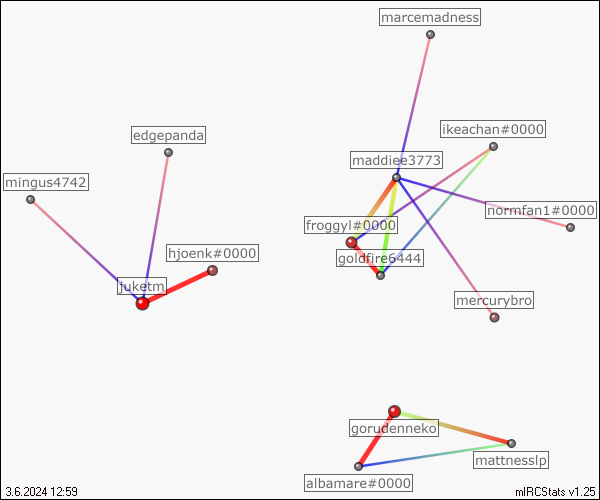 marcemadness
ikeachan#0000
edgepanda
maddiee3773
mingus4742
nornfan1#0000
froggyl#0000
hjoenk#0000
goldfire6444
juketm
mercurybro
gorudenneko
mattnesslp
albamare#0000
3.6.2024 12:59
mIRCStats v1.25